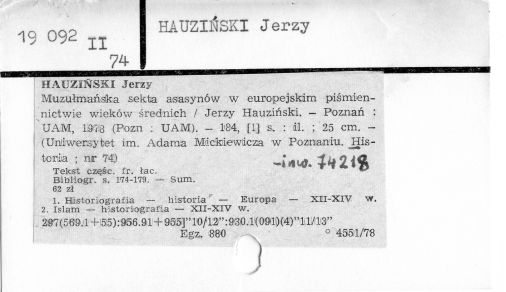 19 092 II
74
HAUZIŃSKI Jerzy
HAUZIŃSKI Jerzy
Muzułmańska sekta asasynów w europejskim piśmien-
nictwie wieków średnich / Jerzy Hauziński. — Poznań :
UAM, 1978 (Pozn : UAM). — 184, [1] s. : il. ; 25 cm. —
(Uniwersytet im. Adama Mickiewicza w Poznaniu. His-
toria ; nr 74)
-inw. 74218
Tekst częśc. fr. łac.
Bibliogr. s. 174-179. — Sum.
62 zł
1. Historiografia — historia — Europa — XII-XIV w.
2. Islam — historiografia — XII-XIV w.
297(569.1+55):956.91+955]"10/12":930.1(091)(4)"11/13"
Egz. 880 ° 4551/78